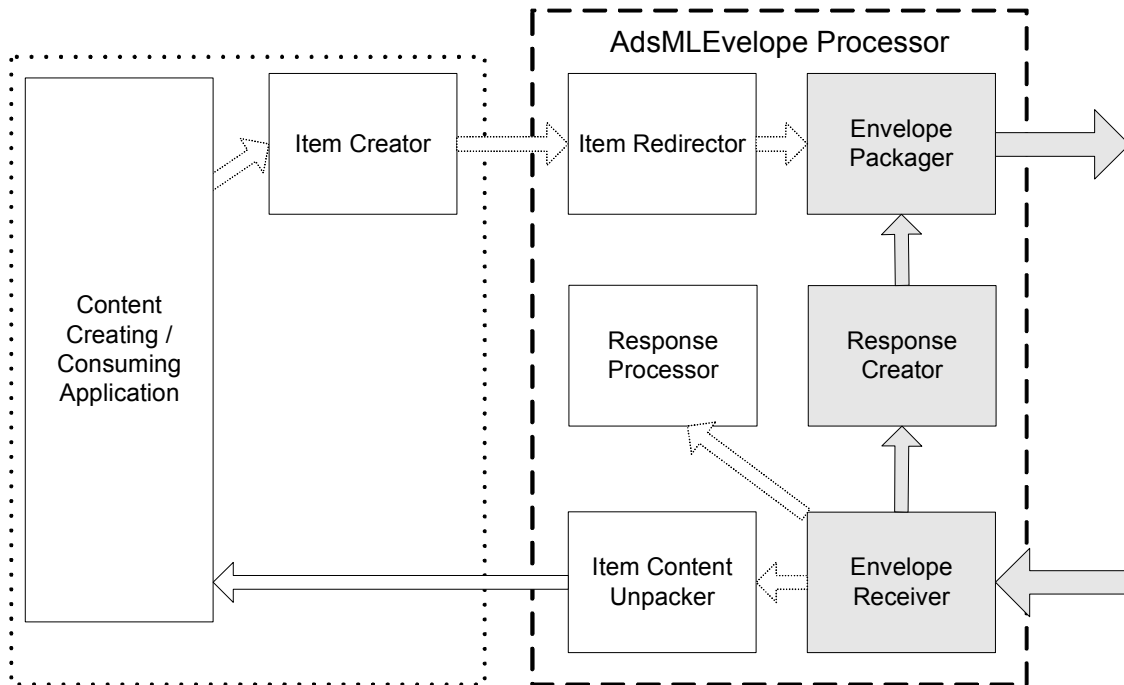 AdsMLEvelope Processor
Item Creator
Item Redirector
Envelope
Packager
Content
Creating /
Consuming
Application
Response
Processor
Response
Creator
Item Content
Unpacker
Envelope
Receiver